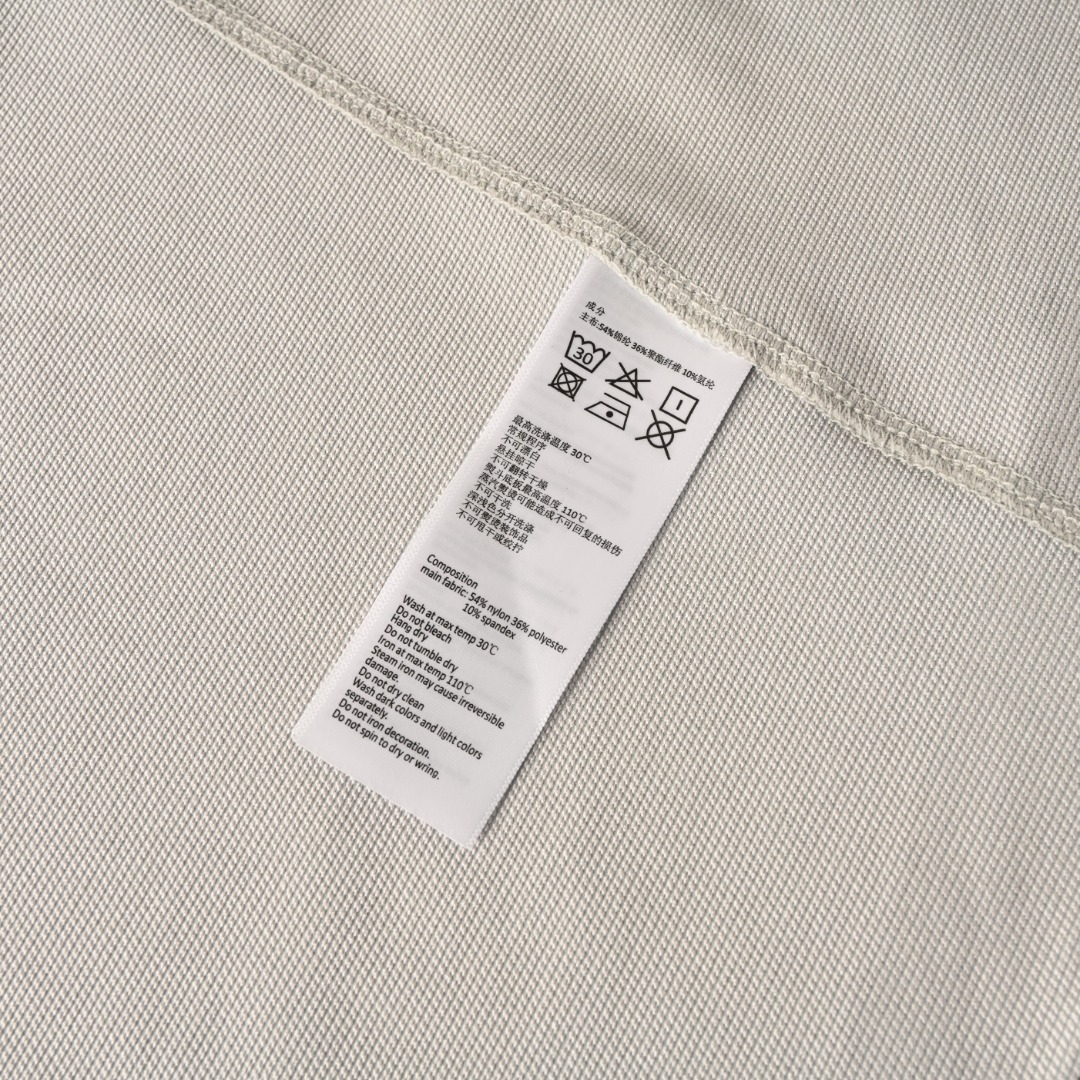 成分
主布:54%锦纶 36%聚酯纤维 10%氨纶
30
最高洗涤温度 30℃
常规程序
不可漂白
悬挂晾干
不可翻转干燥
熨斗底板最高温度 110℃
蒸汽熨烫可能造成不可回复的损伤
不可干洗
深浅色分开洗涤
不可熨烫装饰品
不可甩干或绞拧
Composition
main fabric: 54% nylon 36% polyester
10% spandex
Wash at max temp 30℃
Do not bleach
Hang dry
Do not tumble dry
Iron at max temp 110℃
Steam iron may cause irreversible
damage.
Do not dry clean
Wash dark colors and light colors
separately.
Do not iron decoration.
Do not spin to dry or wring.